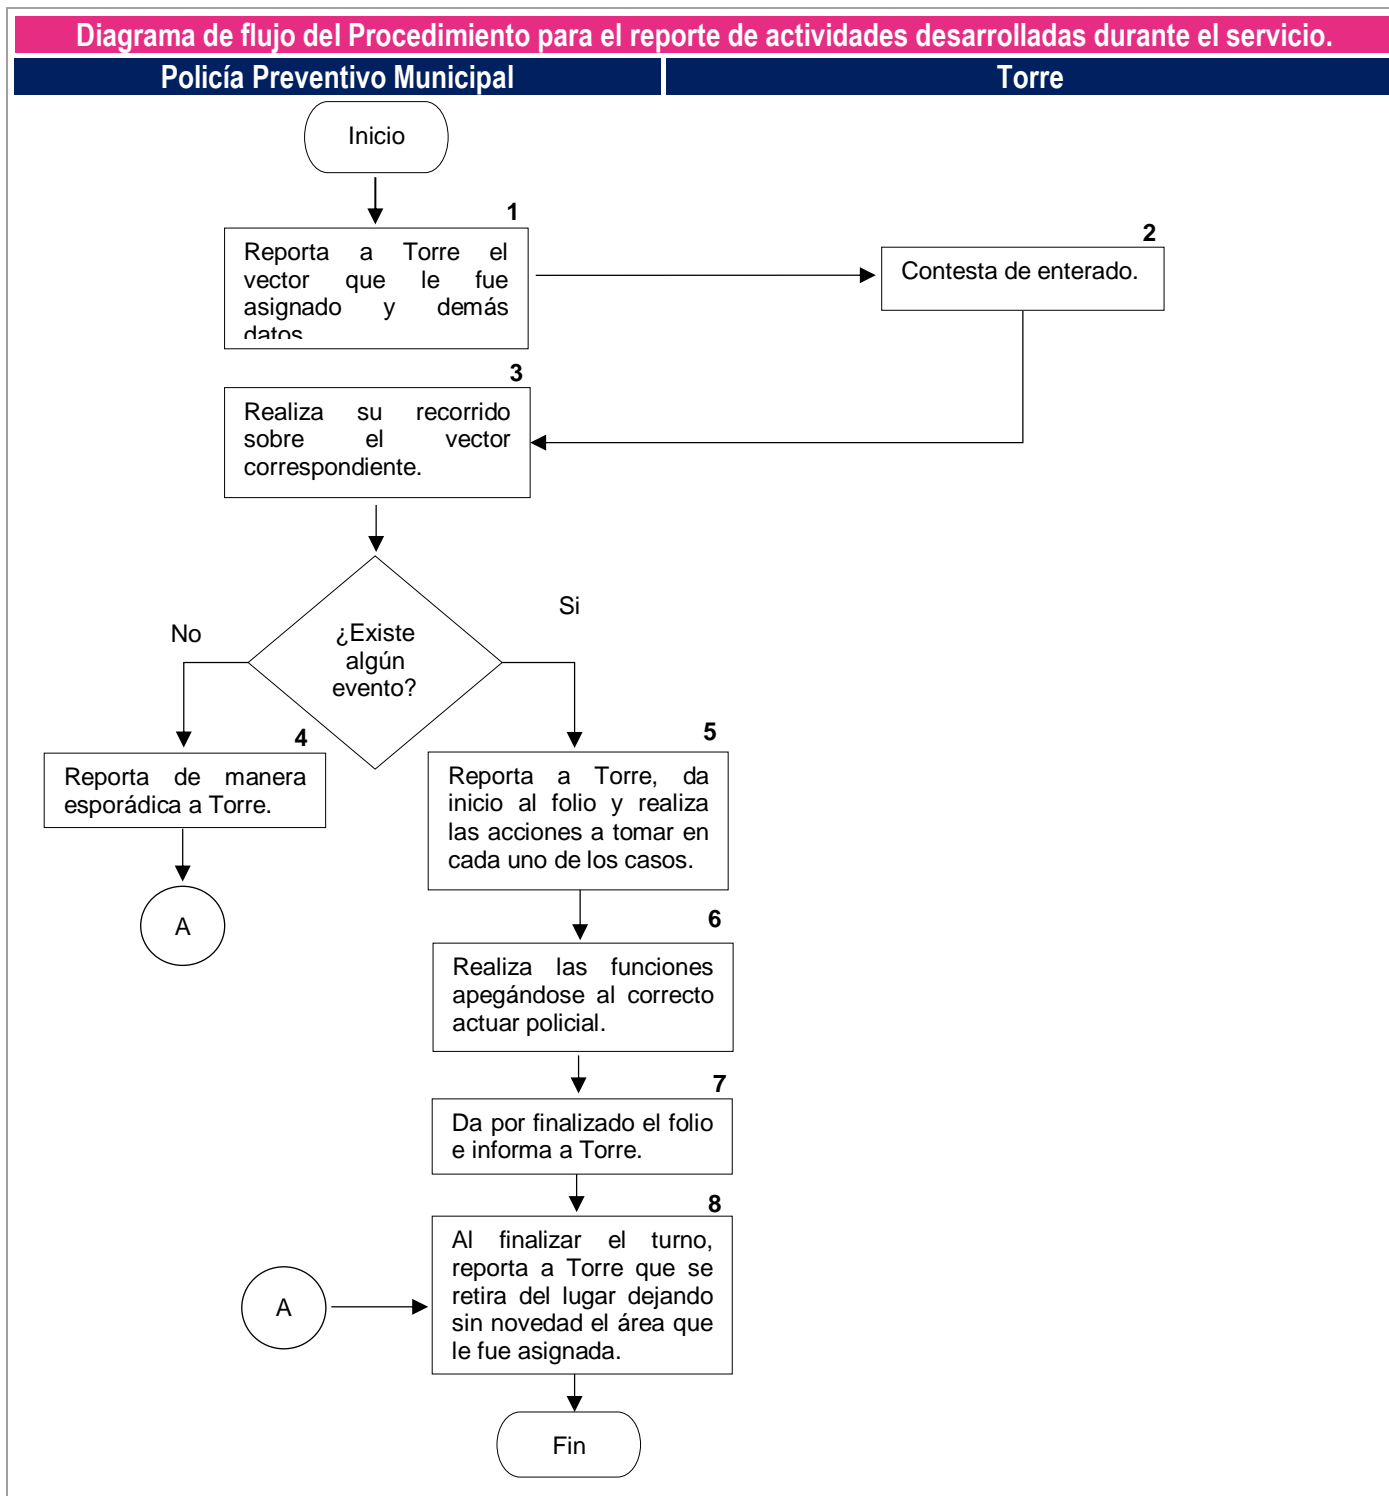 Diagrama de flujo del Procedimiento para el reporte de actividades desarrolladas durante el servicio.
Policía Preventivo Municipal
Torre
Inicio
1
Reporta a Torre el
vector que le fue
asignado y demás
datos
2
Contesta de enterado.
3
Realiza su recorrido
sobre el vector
correspondiente.
¿Existe
algún
evento?
No
Si
4
Reporta de manera
esporádica a Torre.
A
5
Reporta a Torre, da
inicio al folio y realiza
las acciones a tomar en
cada uno de los casos.
6
Realiza las funciones
apegándose al correcto
actuar policial.
7
Da por finalizado el folio
e informa a Torre.
8
Al finalizar el turno,
reporta a Torre que se
retira del lugar dejando
sin novedad el área que
le fue asignada.
A
Fin